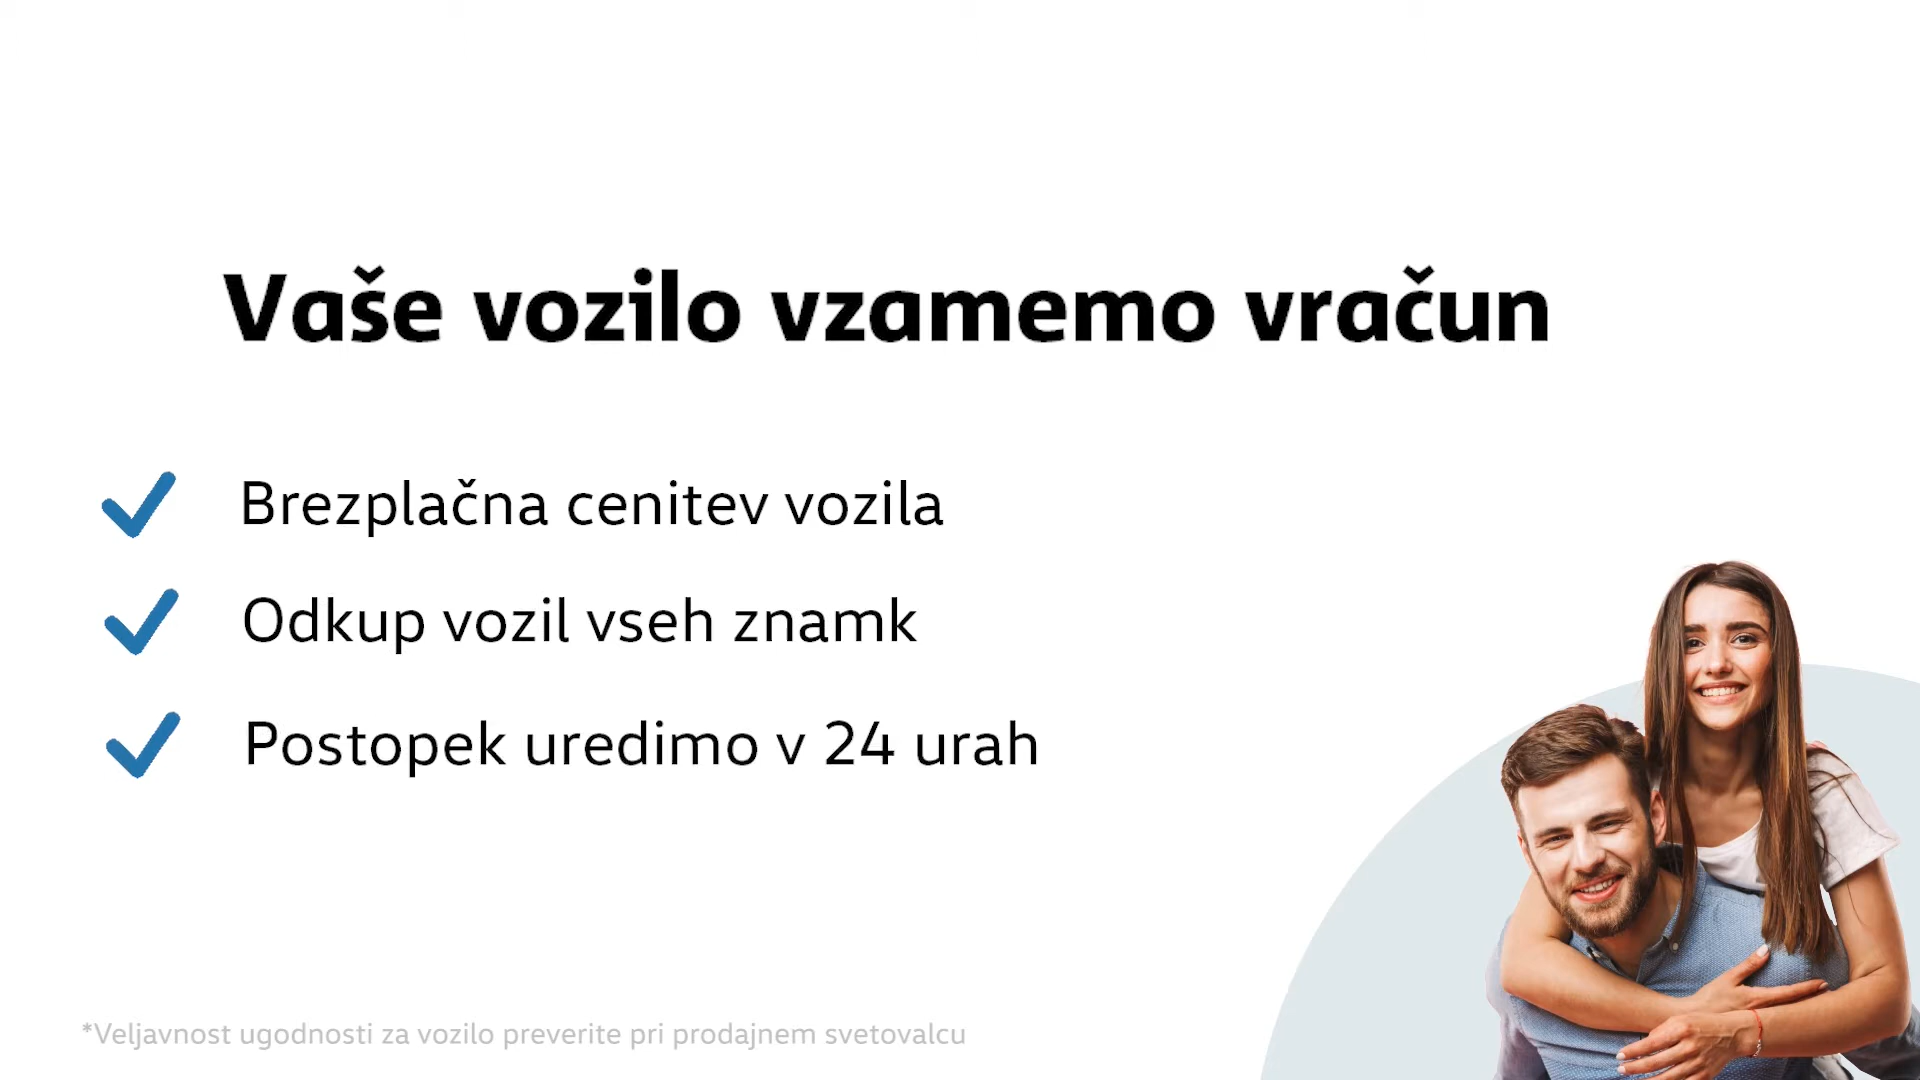 Vaše vozilo vzamemo vračun
Brezplačna cenitev vozila
Odkup vozil vseh znamk
Postopek uredimo v 24 urah
*Veljavnost ugodnosti za vozilo preverite pri prodajnem svetovalcu